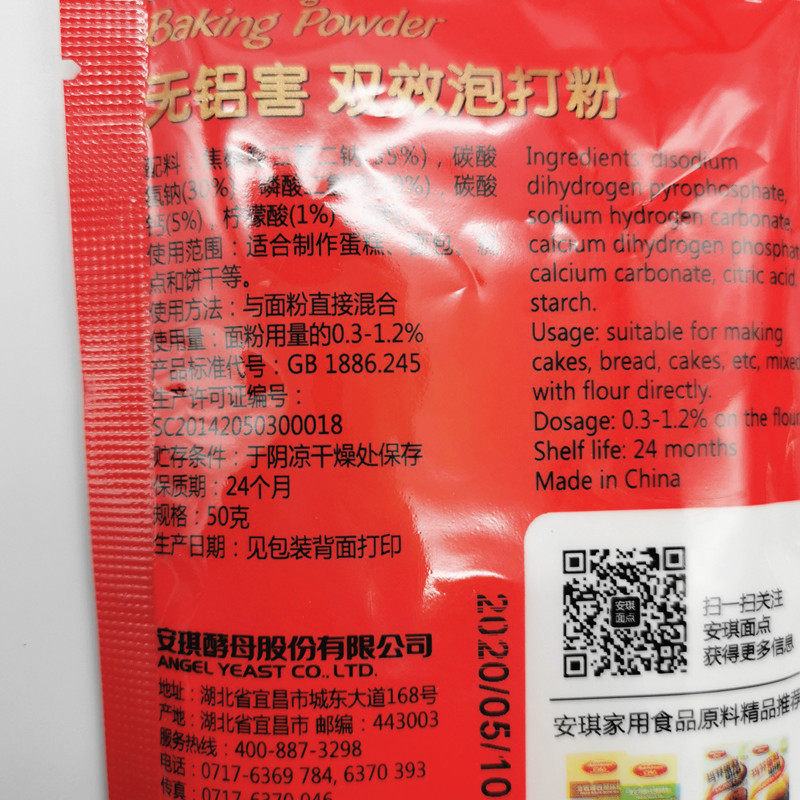 Baking Powder
无铝害 双效泡打粉
配料：焦 二钠(35%)，碳酸
氢钠(30% 磷酸二 碳酸
钙(5%)，柠檬酸(1%)
使用范围：适合制作蛋糕、面包、
点和饼干等。
使用方法：与面粉直接混合
使用量：面粉用量的0.3-1.2%
产品标准代号：GB 1886.245
生产许可证编号：
SC20142050300018
贮存条件：于阴凉干燥处保存
保质期：24个月
规格：50克
生产日期：见包装背面打印
Ingredients: disodium
dihydrogen pyrophosphate,
sodium hydrogen carbonate,
calcium dihydrogen phosphat
calcium carbonate, citric acid,
starch.
Usage: suitable for making
cakes, bread, cakes, etc, mixed
with flour directly.
Dosage: 0.3-1.2% on the flour
Shelf life: 24 months
Made in China
安琪酵母股份有限公司
ANGEL YEAST CO., LTD.
地址：湖北省宜昌市城东大道168号
产地：湖北省宜昌市 邮编：443003
服务热线：400-887-3298
电话：0717-6369 784, 6370 393
传真：0717-6370 046
2020/05/10
安琪
面点
扫一扫关注
安琪面点
获得更多信息
安琪家用食品原料精品推荐